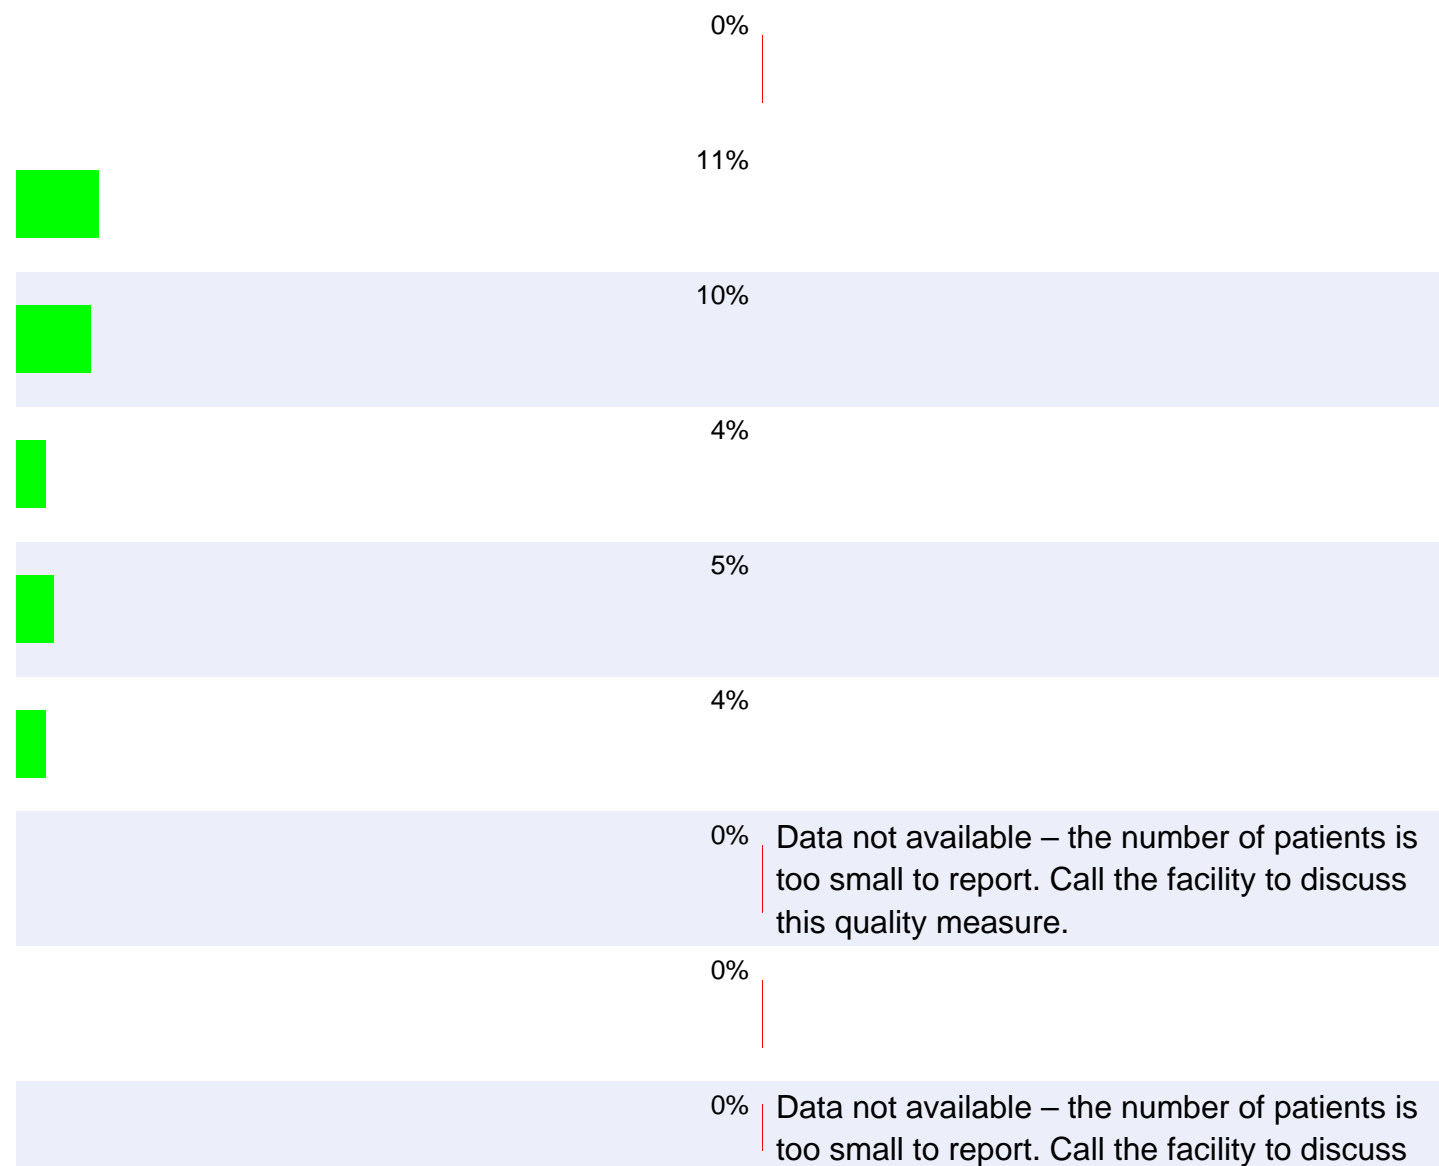 0%
11%
10%
4%
5%
4%
0%
Data not available – the number of patients is
too small to report. Call the facility to discuss
this quality measure.
0%
0%
Data not available – the number of patients is
too small to report. Call the facility to discuss